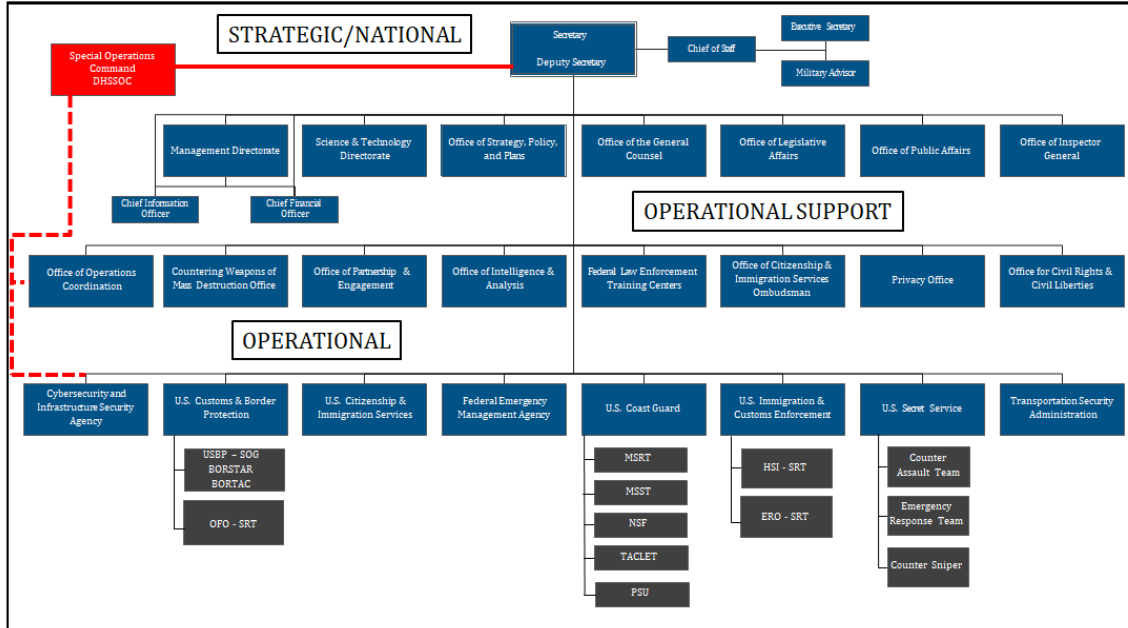 STRATEGIC/NATIONAL
Secretary
Deputy Secretary
Chief of Staff
Executive Secretary
Military Advisor
Special Operations
Command
DHSSOC
Management Directorate
Science & Technology
Directorate
Office of Strategy, Policy,
and Plans
Office of the General
Counsel
Office of Legislative
Affairs
Office of Public Affairs
Office of Inspector
General
Chief Information
Officer
Chief Financial
Officer
OPERATIONAL SUPPORT
Office of Operations
Coordination
Countering Weapons of
Mass Destruction Office
Office of Partnership &
Engagement
Office of Intelligence &
Analysis
Federal Law Enforcement
Training Centers
Office of Citizenship &
Immigration Services
Ombudsman
Privacy Office
Office for Civil Rights &
Civil Liberties
OPERATIONAL
Cybersecurity and
Infrastructure Security
Agency
U.S. Customs & Border
Protection
U.S. Citizenship &
Immigration Services
Federal Emergency
Management Agency
U.S. Coast Guard
U.S. Immigration &
Customs Enforcement
U.S. Secret Service
Transportation Security
Administration
USBP – SOG
BORSTAR
BORTAC
OFO - SRT
MSRT
MSST
NSF
TACLET
PSU
HSI - SRT
ERO - SRT
Counter
Assault Team
Emergency
Response Team
Counter Sniper